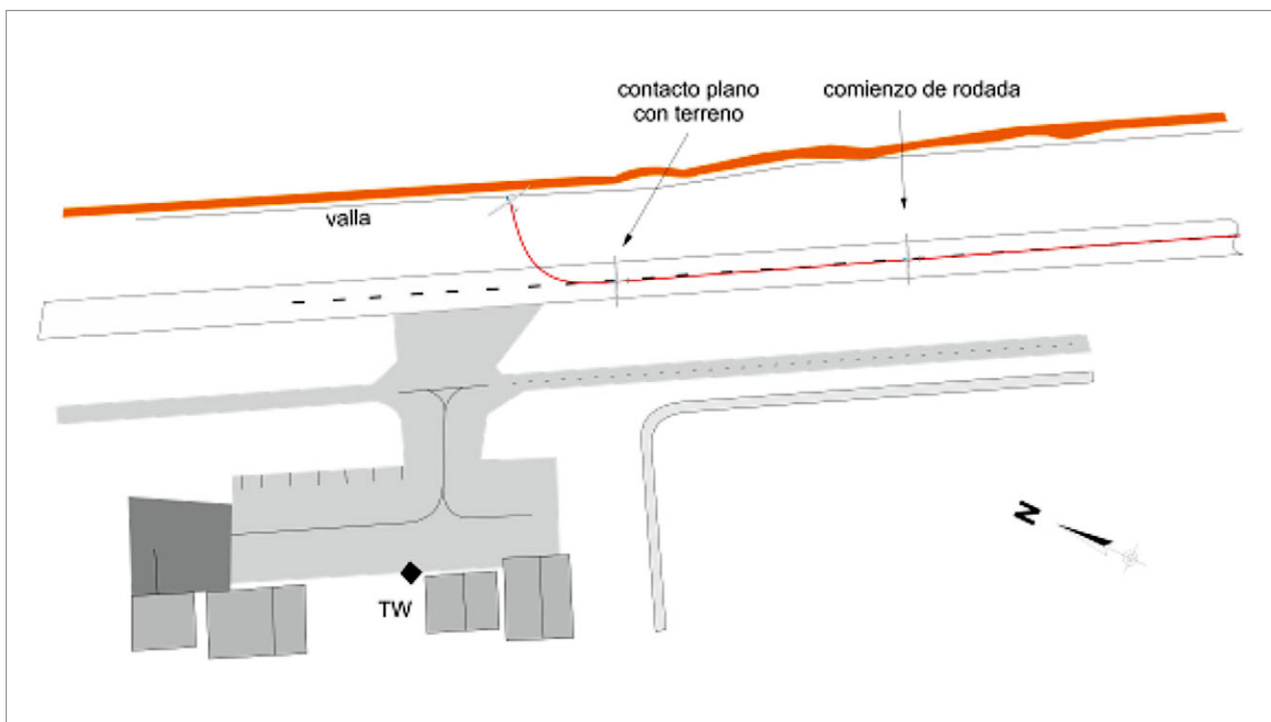 contacto plano
con terreno
comienzo de rodada
valla
N
TW